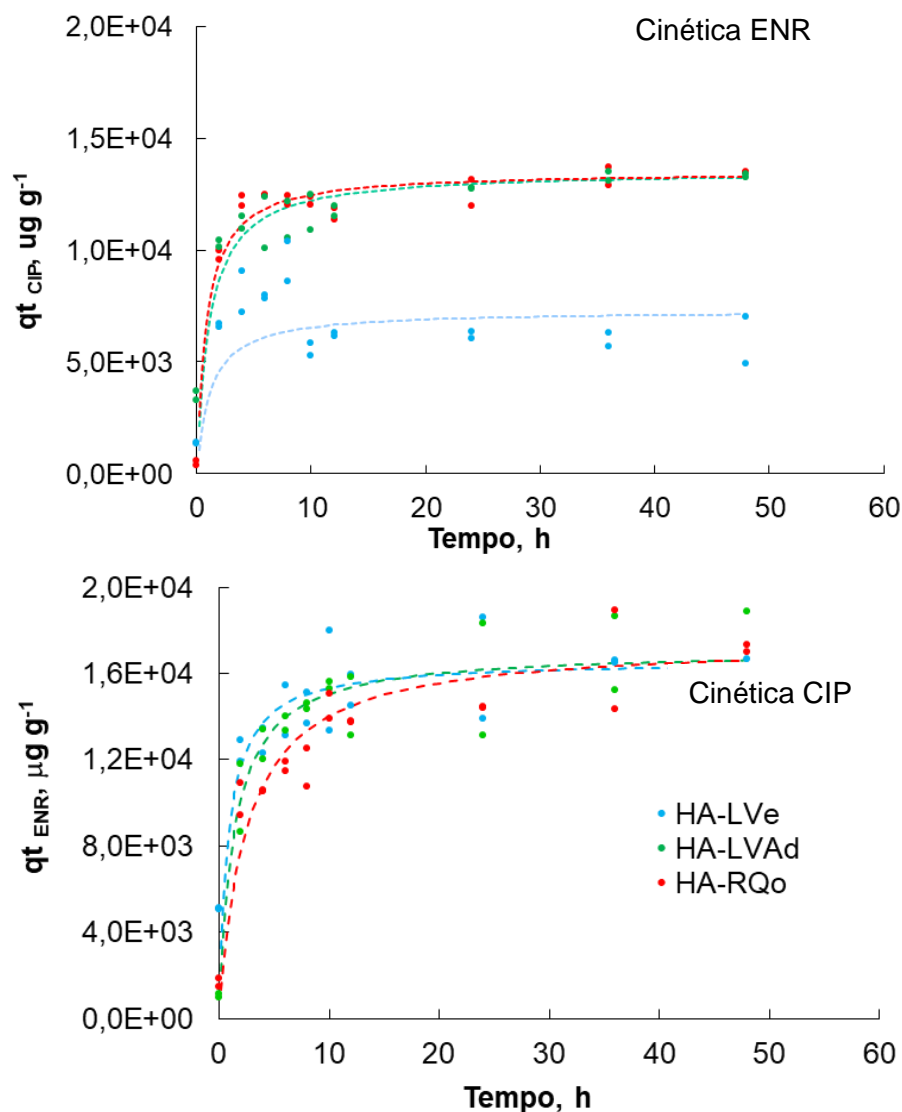 Cinética ENR
qt CIP, ug g-1
2,0E+04
1,5E+04
1,0E+04
5,0E+03
0,0E+00
0 10 20 30 40 50 60
Tempo, h
Cinética CIP
qt ENR, µg g-1
2,0E+04
1,6E+04
1,2E+04
8,0E+03
4,0E+03
0,0E+00
HA-LVe
HA-LVAd
HA-RQo
0 10 20 30 40 50 60
Tempo, h